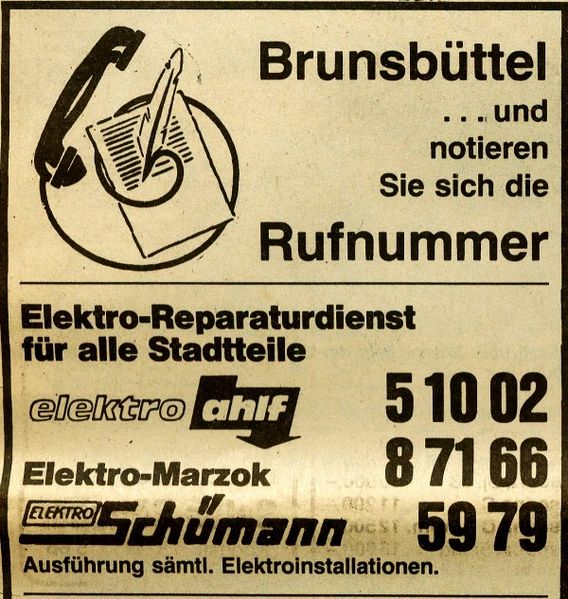 Brunsbüttel
...und
notieren
Sie sich die
Rufnummer
Elektro-Reparaturdienst
für alle Stadtteile
elektro ahlf 5 10 02
Elektro-Marzok 8 71 66
ELEKTRO Schümann 59 79
Ausführung sämtl. Elektroinstallationen.